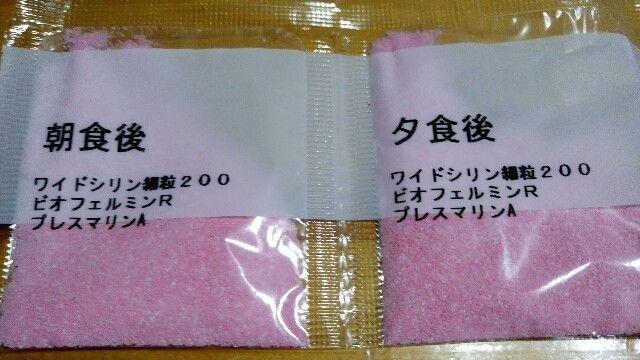 朝食後
ワイドシリン細粒２００
ビオフェルミンR
プレスマリンA
夕食後
ワイドシリン細粒２００
ビオフェルミンR
プレスマリンA